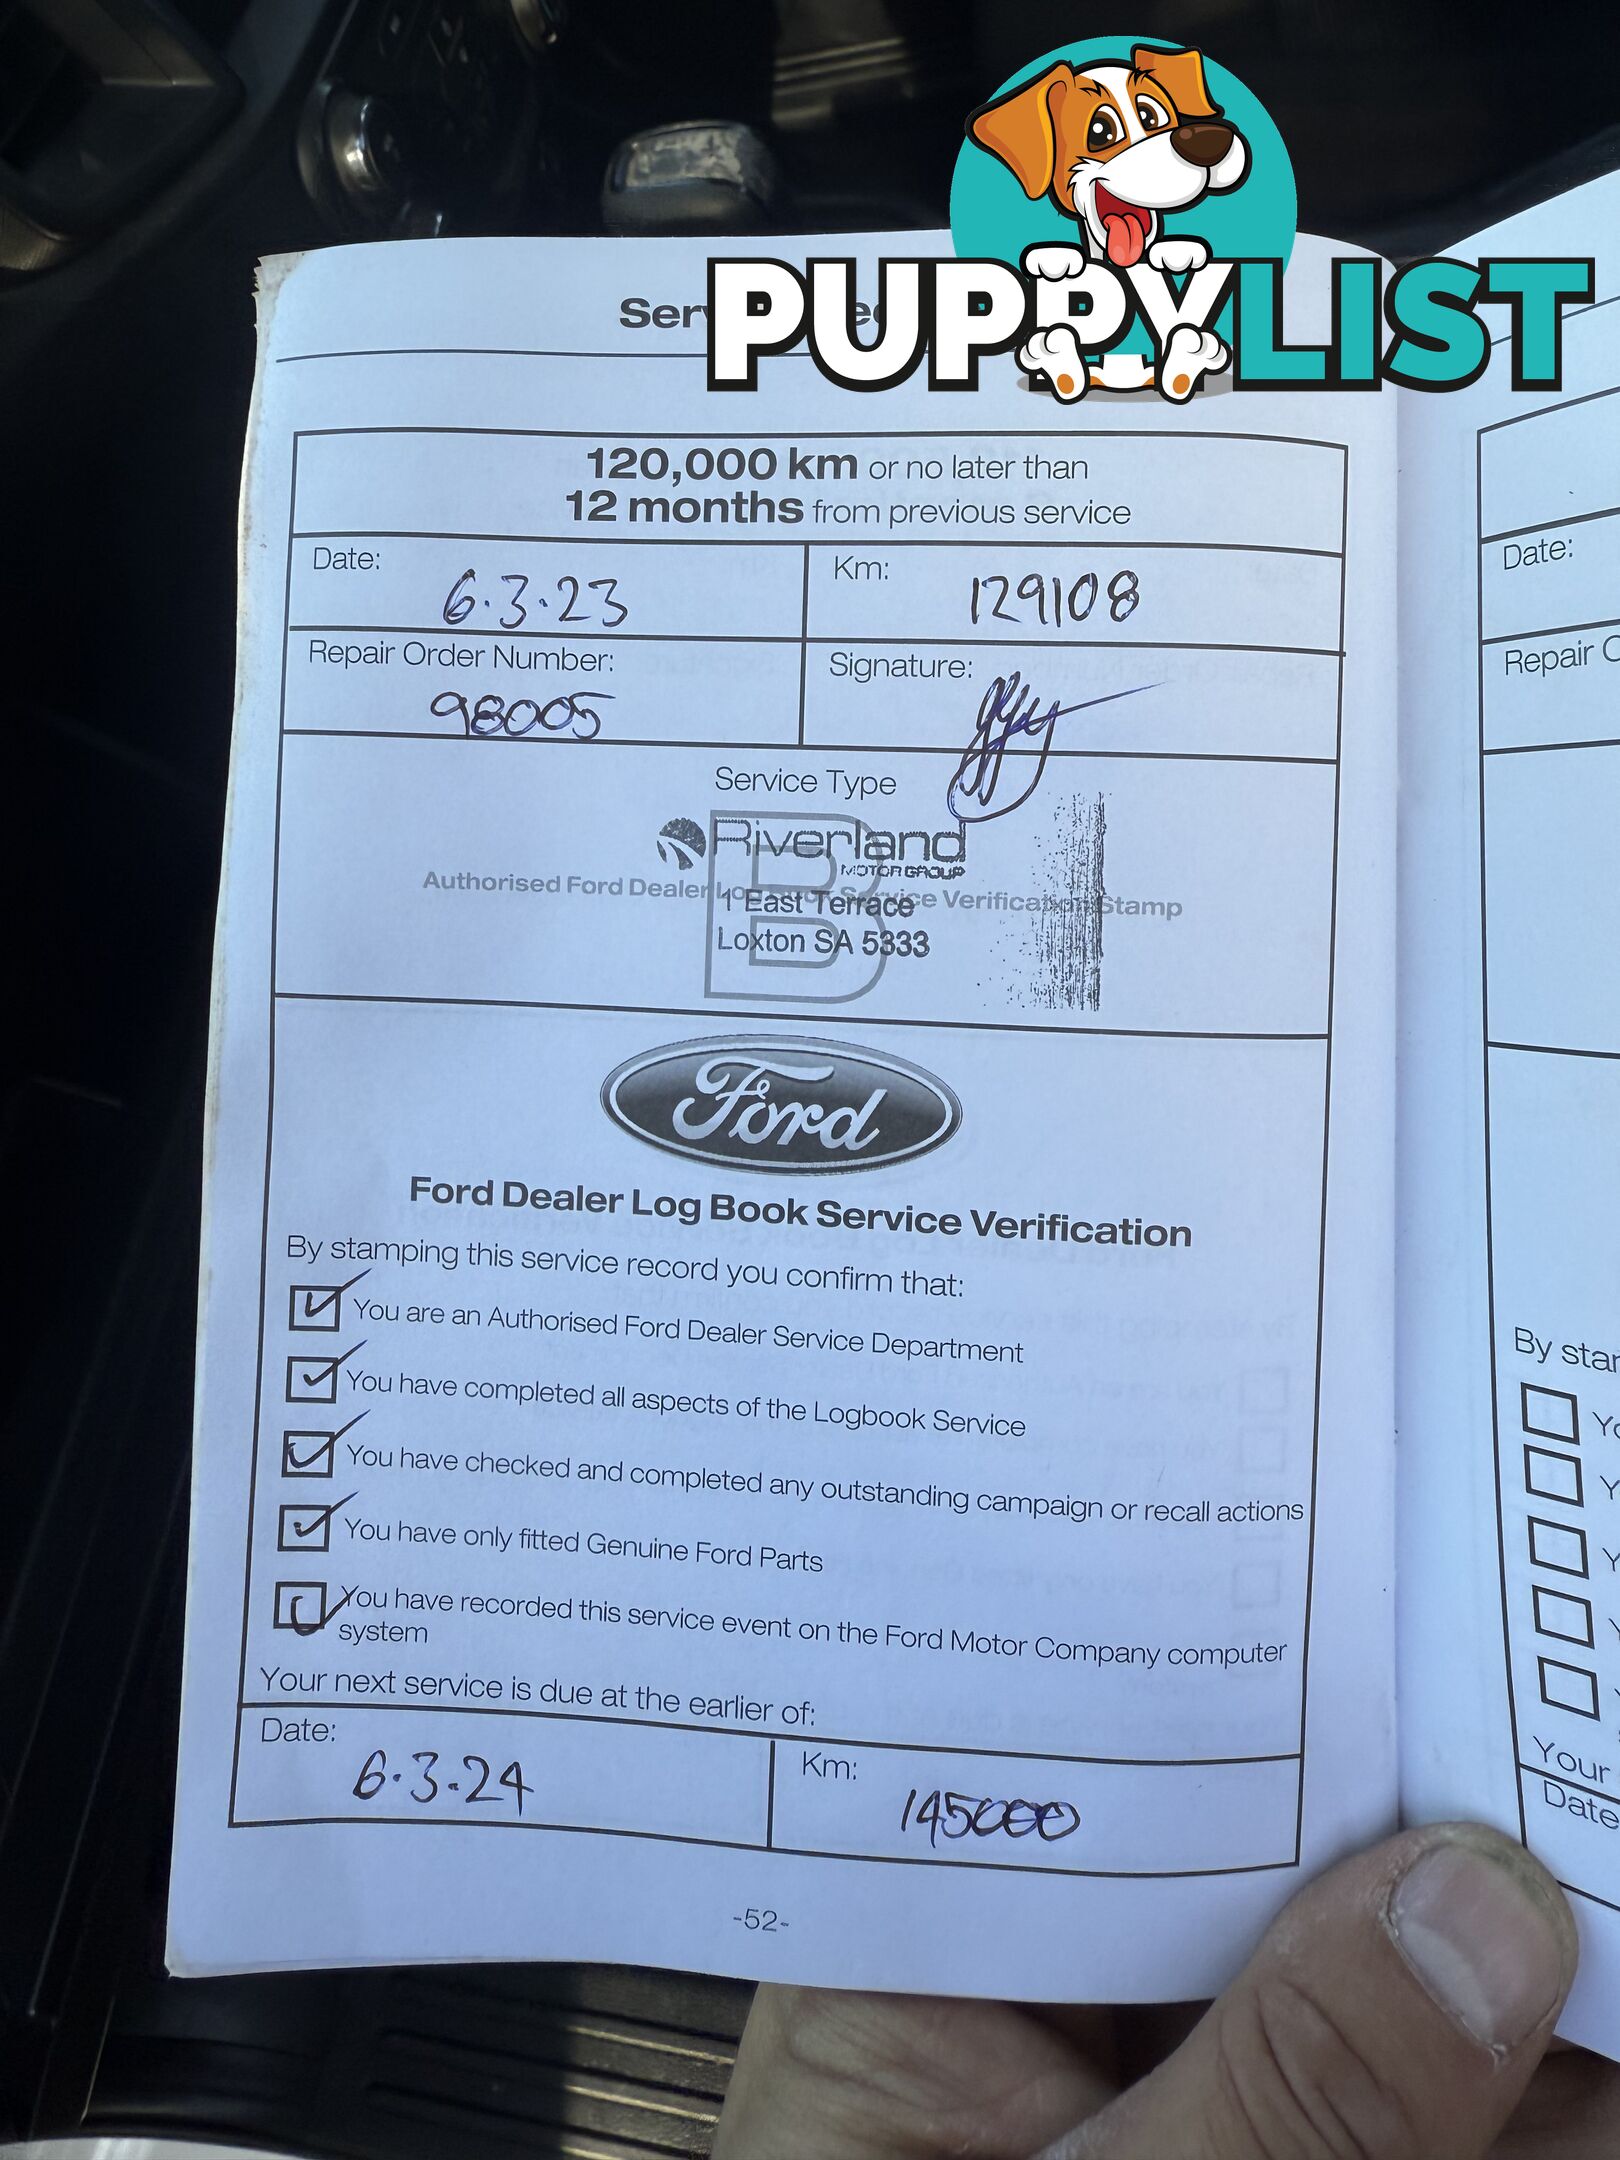 PUPPYLIST
120,000 km or no later than
12 months from previous service
Date: 6.3.23
Km: 129108
Repair Order Number: 98005
Signature:
Service Type
B
Riverland
MOTOR GROUP
Authorised Ford Dealer Log Book Service Verification Stamp
1 East Terrace
Loxton SA 5333
Ford
Ford Dealer Log Book Service Verification
By stamping this service record you confirm that:
You are an Authorised Ford Dealer Service Department
You have completed all aspects of the Logbook Service
You have checked and completed any outstanding campaign or recall actions
You have only fitted Genuine Ford Parts
You have recorded this service event on the Ford Motor Company computer
system
Your next service is due at the earlier of:
Date: 6.3.24
Km: 145000
-52-
Date:
Repair
By
Your
Date